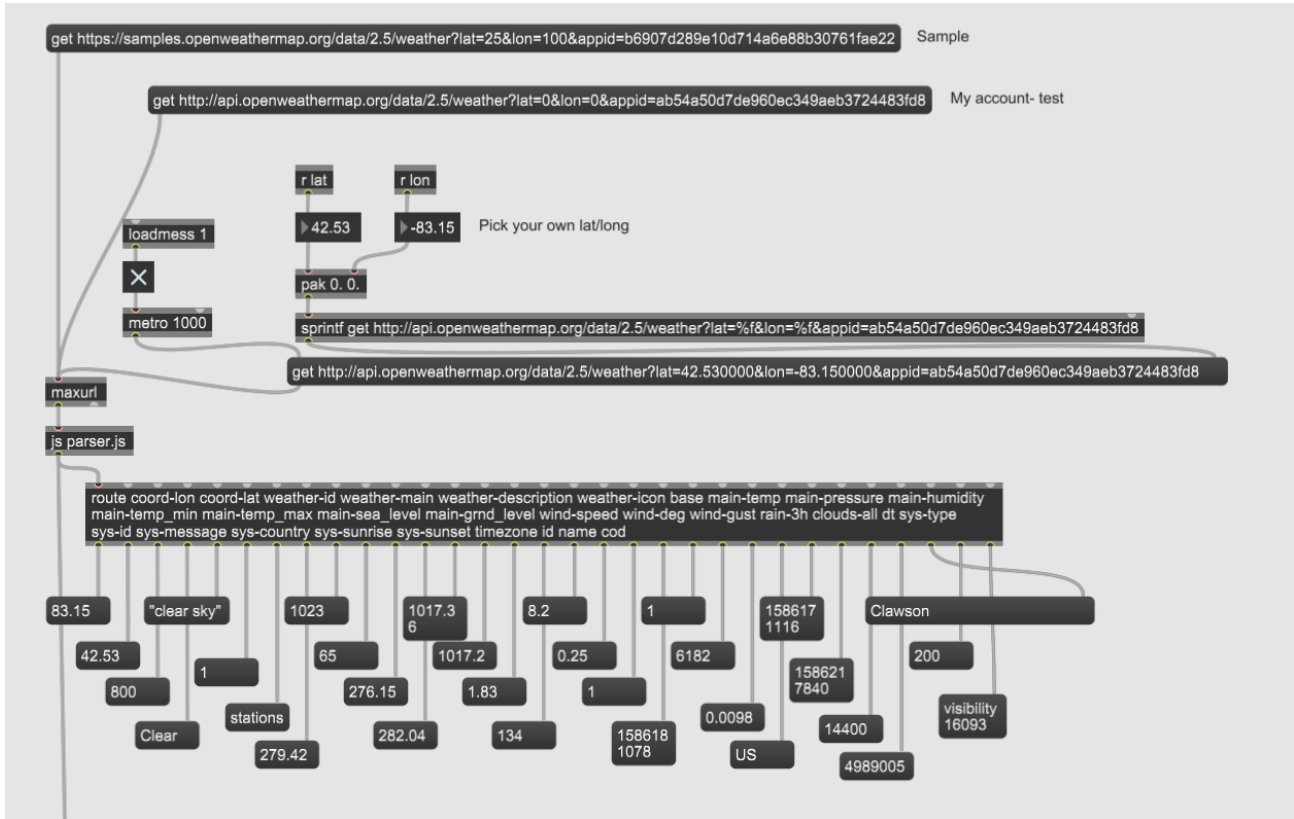 get https://samples.openweathermap.org/data/2.5/weather?lat=25&lon=100&appid=b6907d289e10d714a6e88b30761fae22
Sample
get http://api.openweathermap.org/data/2.5/weather?lat=0&lon=0&appid=ab54a50d7de960ec349aeb3724483fd8
My account- test
r lat
r lon
42.53
-83.15
Pick your own lat/long
loadmess 1
pak 0. 0.
metro 1000
sprintf get http://api.openweathermap.org/data/2.5/weather?lat=%f&lon=%f&appid=ab54a50d7de960ec349aeb3724483fd8
get http://api.openweathermap.org/data/2.5/weather?lat=42.530000&lon=-83.150000&appid=ab54a50d7de960ec349aeb3724483fd8
maxurl
js parser.js
route coord-lon coord-lat weather-id weather-main weather-description weather-icon base main-temp main-pressure main-humidity
main-temp_min main-temp_max main-sea_level main-grnd_level wind-speed wind-deg wind-gust rain-3h clouds-all dt sys-type
sys-id sys-message sys-country sys-sunrise sys-sunset timezone id name cod
83.15
"clear sky"
1023
1017.3
6
8.2
1
158617
1116
Clawson
42.53
1
65
1017.2
0.25
6182
158621
7840
200
800
276.15
1.83
1
stations
0.0098
visibility
16093
Clear
279.42
282.04
134
158618
1078
US
14400
4989005